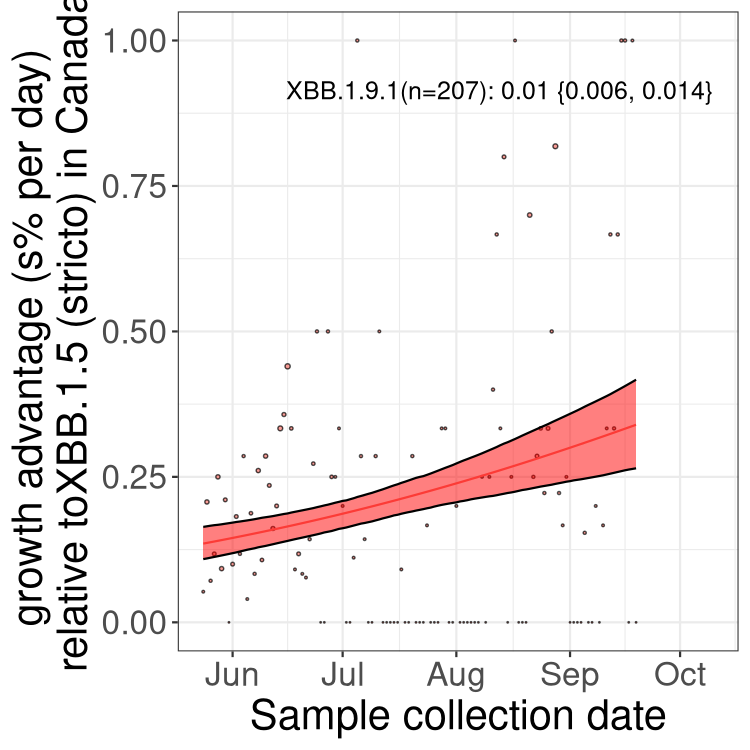 growth advantage (s% per day)
relative toXBB.1.5 (stricto) in Canada
1.00
0.75
0.50
0.25
0.00
XBB.1.9.1(n=207): 0.01 {0.006, 0.014}
Jun Jul Aug Sep Oct
Sample collection date